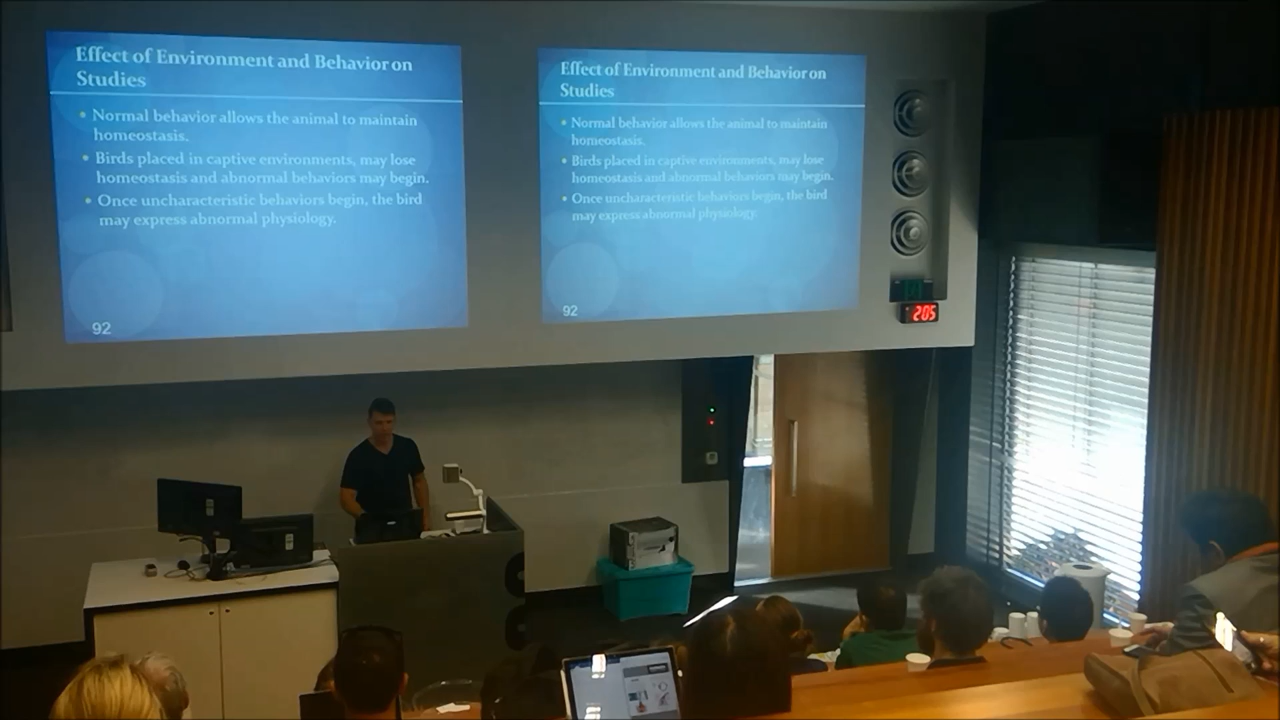 Effect of Environment and Behavior on
Studies
• Normal behavior allows the animal to maintain
homeostasis.
• Birds placed in captive environments, may lose
homeostasis and abnormal behaviors may begin.
• Once uncharacteristic behaviors begin, the bird
may express abnormal physiology.
92
Effect of Environment and Behavior on
Studies
• Normal behavior allows the animal to maintain
homeostasis.
• Birds placed in captive environments, may lose
homeostasis and abnormal behaviors may begin.
• Once uncharacteristic behaviors begin, the bird
may express abnormal physiology.
92
2:05